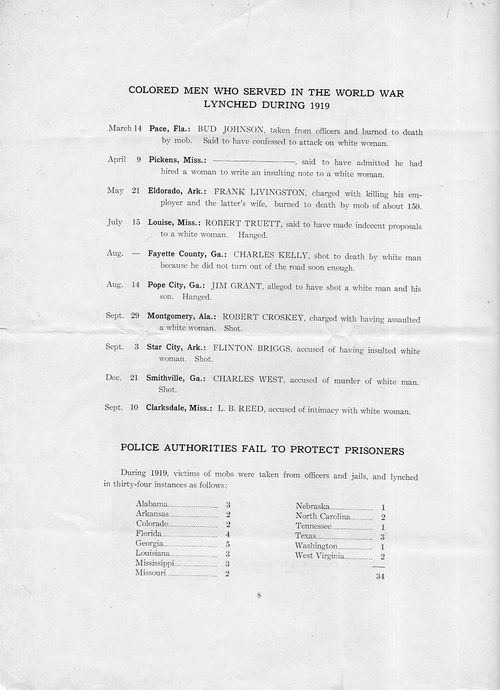 COLORED MEN WHO SERVED IN THE WORLD WAR
LYNCHED DURING 1919
March 14 Pace, Fla.: BUD JOHNSON, taken from officers and burned to death
by mob. Said to have confessed to attack on white woman.
April 9 Pickens, Miss.: ——————, said to have admitted he had
hired a woman to write an insulting note to a white woman.
May 21 Eldorado, Ark.: FRANK LIVINGSTON, charged with killing his em-
ployer and the latter's wife, burned to death by mob of about 150.
July 15 Louise, Miss.: ROBERT TRUETT, said to have made indecent proposals
to a white woman. Hanged.
Aug. — Fayette County, Ga.: CHARLES KELLY, shot to death by white man
because he did not turn out of the road soon enough.
Aug. 14 Pope City, Ga.: JIM GRANT, alleged to have shot a white man and his
son. Hanged.
Sept. 29 Montgomery, Ala.: ROBERT CROSKEY, charged with having assaulted
a white woman. Shot.
Sept. 3 Star City, Ark.: FLINTON BRIGGS, accused of having insulted white
woman. Shot.
Dec. 21 Smithville, Ga.: CHARLES WEST, accused of murder of white man.
Shot.
Sept. 10 Clarksdale, Miss.: L. B. REED, accused of intimacy with white woman.
POLICE AUTHORITIES FAIL TO PROTECT PRISONERS
During 1919, victims of mobs were taken from officers and jails, and lynched
in thirty-four instances as follows:
Alabama 3
Arkansas 2
Colorado 2
Florida 4
Georgia 5
Louisiana 3
Mississippi 3
Missouri 2
Nebraska 1
North Carolina 2
Tennessee 1
Texas 3
Washington 1
West Virginia 2
34
8